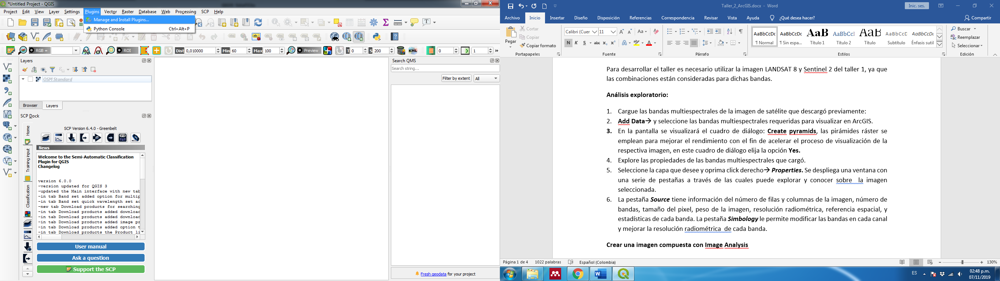 *Untitled Project - QGIS
Project Edit View Layer Settings Plugins Vector Raster Database Web Processing SCP Help
Manage and Install Plugins...
Python Console Ctrl+Alt+P
RGB =
ROI
Dist 0,010000 Min 60 Max 100
Preview
T 0 S 200
KML
0
1
»
Layers
OSM Standard
Browser Layers
SCP Dock
Home
Training input
Classification
SCP Version 6.4.0 - Greenbelt
News
Welcome to the Semi-Automatic Classification
Plugin for QGIS
Changelog
version 6.0.0
-version updated for QGIS 3
-updated the Main interface with new tab
-in tab Band set added option for multip
-in tab Band set quick wavelength set ac
-new tab Download products for searching
-in tab Download products added download
-in tab Download products added download
-in tab Download products added image pr
-in tab Download products added option t
-in tab Download products the Product li
User manual
Ask a question
Support the SCP
Search QMS
Search string...
Filter by extent All
Fresh geodata for your project
Taller_2_ArcGIS.docx - Word
Inic. ses.
Archivo Inicio Insertar Diseño Disposición Referencias Correspondencia Revisar Vista Ayuda ¿Qué desea hacer? Compartir
Pegar
Cortar
Copiar
Copiar formato
Portapapeles
Calibri (Cuer 11
N K S abc x₂ x²
Fuente
Párrafo
AaBbCcDc AaBbCcDc AaB AaBbCc] AaB AaBbCcD AaBbCcDc
¶ Normal ¶ Sin espa... Título 1 Título 2 Título Subtítulo Énfasis sutil
Estilos
Buscar
Reemplazar
Seleccionar
Edición
Para desarrollar el taller es necesario utilizar la imagen LANDSAT 8 y Sentinel 2 del taller 1, ya que
las combinaciones están consideradas para dichas bandas.
Análisis exploratorio:
1. Cargue las bandas multiespectrales de la imagen de satélite que descargó previamente:
2. Add Data→ y seleccione las bandas multiespectrales requeridas para visualizar en ArcGIS.
3. En la pantalla se visualizará el cuadro de diálogo: Create pyramids, las pirámides ráster se
emplean para mejorar el rendimiento con el fin de acelerar el proceso de visualización de la
respectiva imagen, en este cuadro de diálogo elija la opción Yes.
4. Explore las propiedades de las bandas multiespectrales que cargó.
5. Seleccione la capa que desee y oprima click derecho→ Properties. Se despliega una ventana con
una serie de pestañas a través de las cuales puede explorar y conocer sobre la imagen
seleccionada.
6. La pestaña Source tiene información del número de filas y columnas de la imagen, número de
bandas, tamaño del pixel, peso de la imagen, resolución radiométrica, referencia espacial, y
estadísticas de cada banda. La pestaña Simbology le permite modificar las bandas en cada canal
y mejorar la resolución radiométrica de cada banda.
Crear una imagen compuesta con Image Analysis
Página 1 de 4 1022 palabras Español (Colombia) 130%
ES
02:48 p.m.
07/11/2019